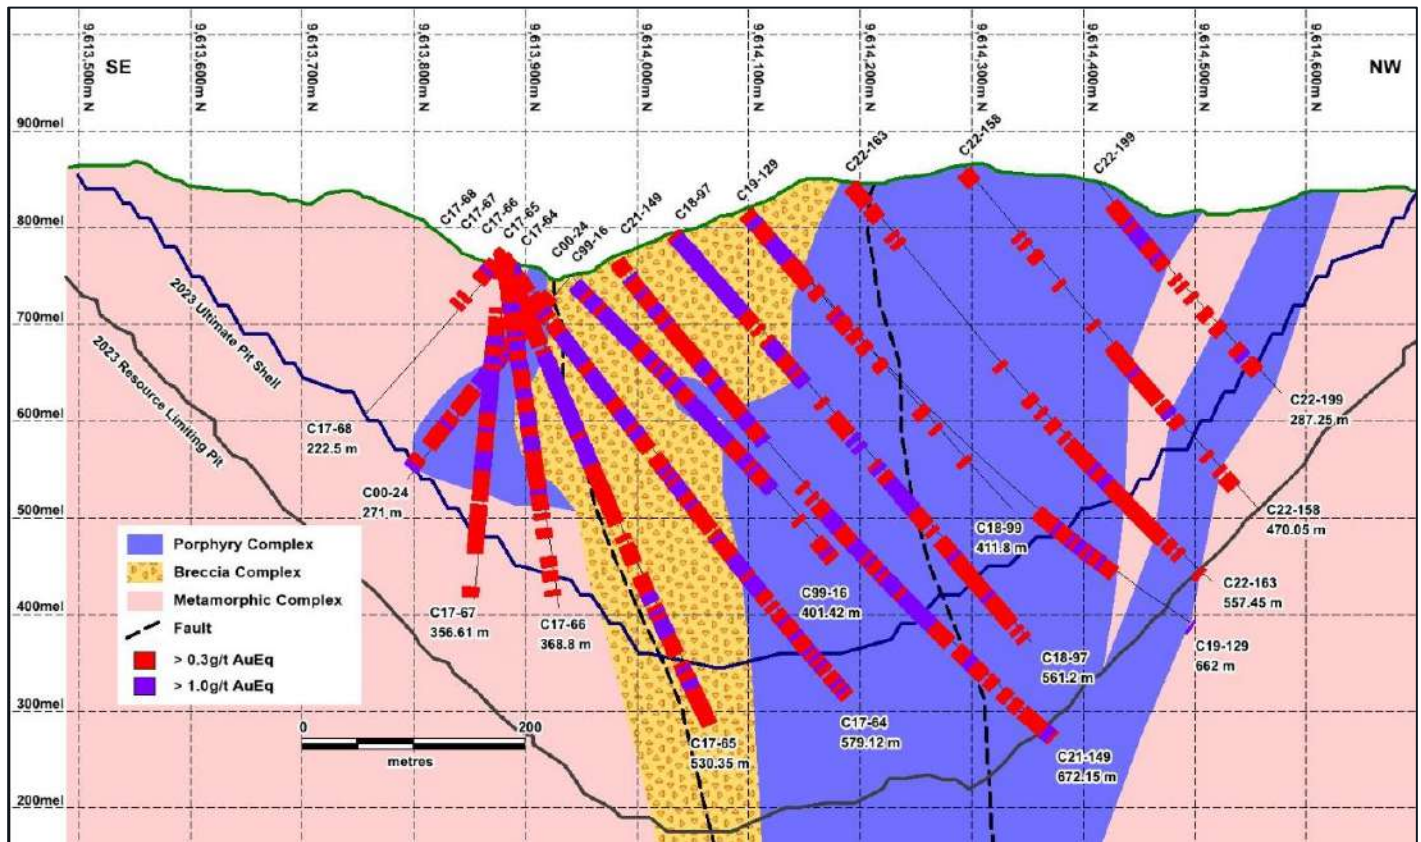 9,613,500m N
9,613,600m N
9,613,700m N
9,613,800m N
9,613,900m N
9,614,000m N
9,614,100m N
9,614,200m N
9,614,300m N
9,614,400m N
9,614,500m N
9,614,600m N
SE
NW
900mel
800mel
700mel
600mel
500mel
400mel
300mel
200mel
C17-68
C17-67
C17-66
C17-65
C17-64
C00-24
C99-16
C21-149
C18-97
C19-129
C22-163
C22-158
C22-199
2023 Ultimate Pit Shell
2023 Resource Limiting Pit
C17-68
222.5 m
C00-24
271 m
C17-67
356.61 m
C17-66
368.8 m
C17-65
530.35 m
C17-64
579.12 m
C99-16
401.42 m
C18-99
411.8 m
C18-97
561.2 m
C21-149
672.15 m
C19-129
662 m
C22-163
557.45 m
C22-158
470.05 m
C22-199
287.25 m
Porphyry Complex
Breccia Complex
Metamorphic Complex
Fault
> 0.3g/t AuEq
> 1.0g/t AuEq
0
200
metres